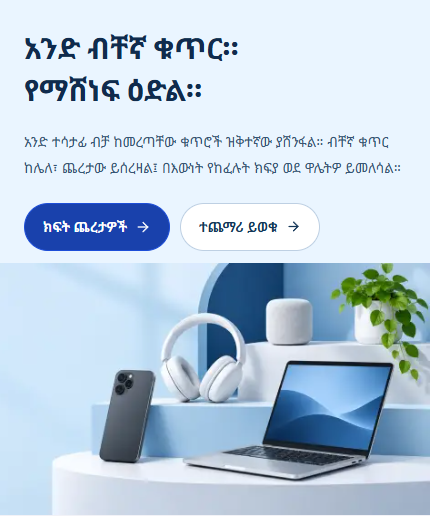 አንድ ብቸኛ ቁጥር።
የማሸነፍ ዕድል።
አንድ ተሳታፊ ብቻ ከመረጣቸው ቁጥሮች ዝቅተኛው ያሸንፋል። ብቸኛ ቁጥር
ከሌለ፣ ጨረታው ይሰረዛል፤ በእውነት የከፈሉት ክፍያ ወደ ዋሌትዎ ይመለሳል።
ክፍት ጨረታዎች →
ተጨማሪ ይወቁ →